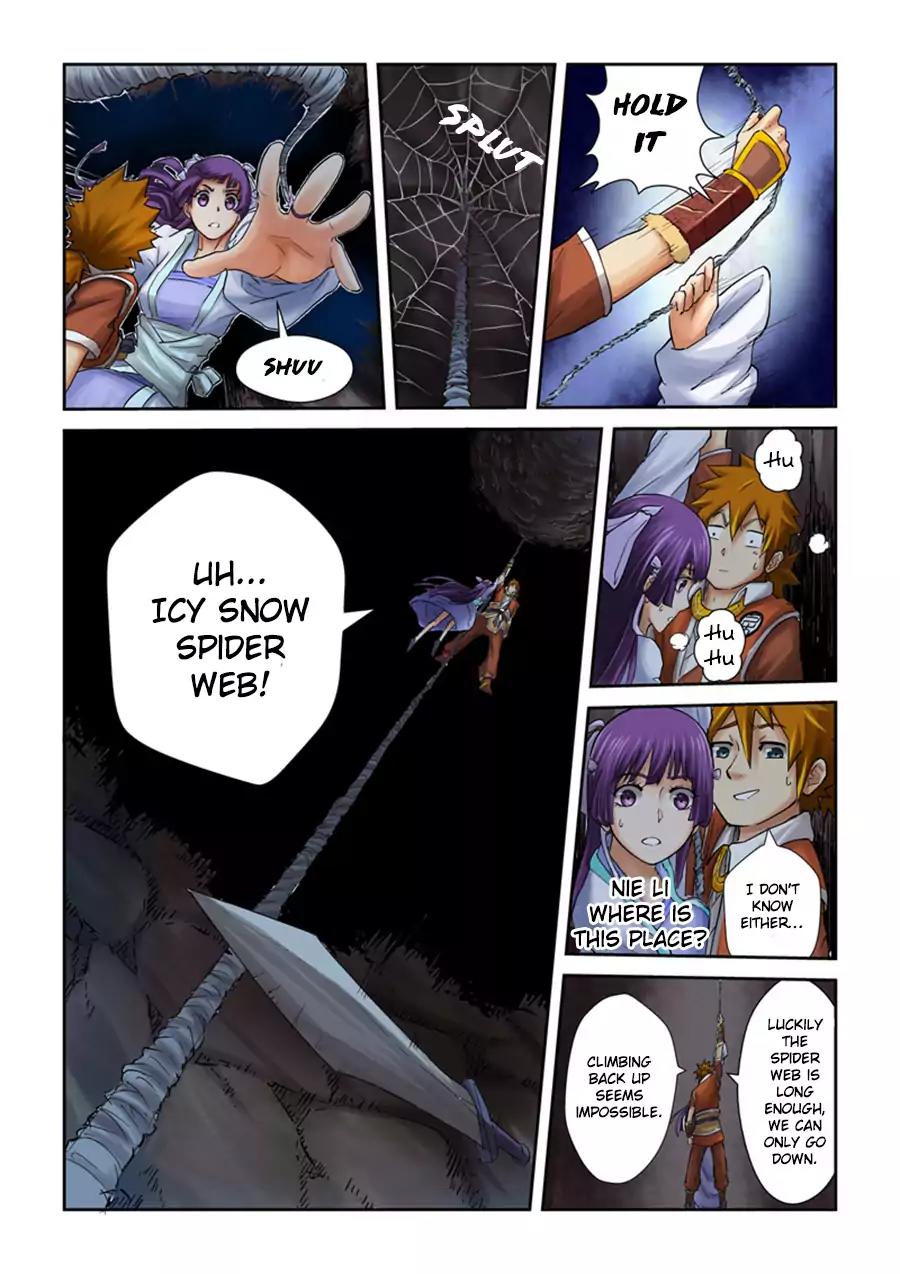 SHUU
SPLUT
HOLD
IT
UH...
ICY SNOW
SPIDER
WEB!
Hu
Hu
Hu
NIE LI
WHERE IS
THIS PLACE?
I DON'T
KNOW
EITHER...
LUCKILY
THE
SPIDER
WEB IS
LONG
ENOUGH,
WE CAN
ONLY GO
DOWN.
CLIMBING
BACK UP
SEEMS
IMPOSSIBLE.